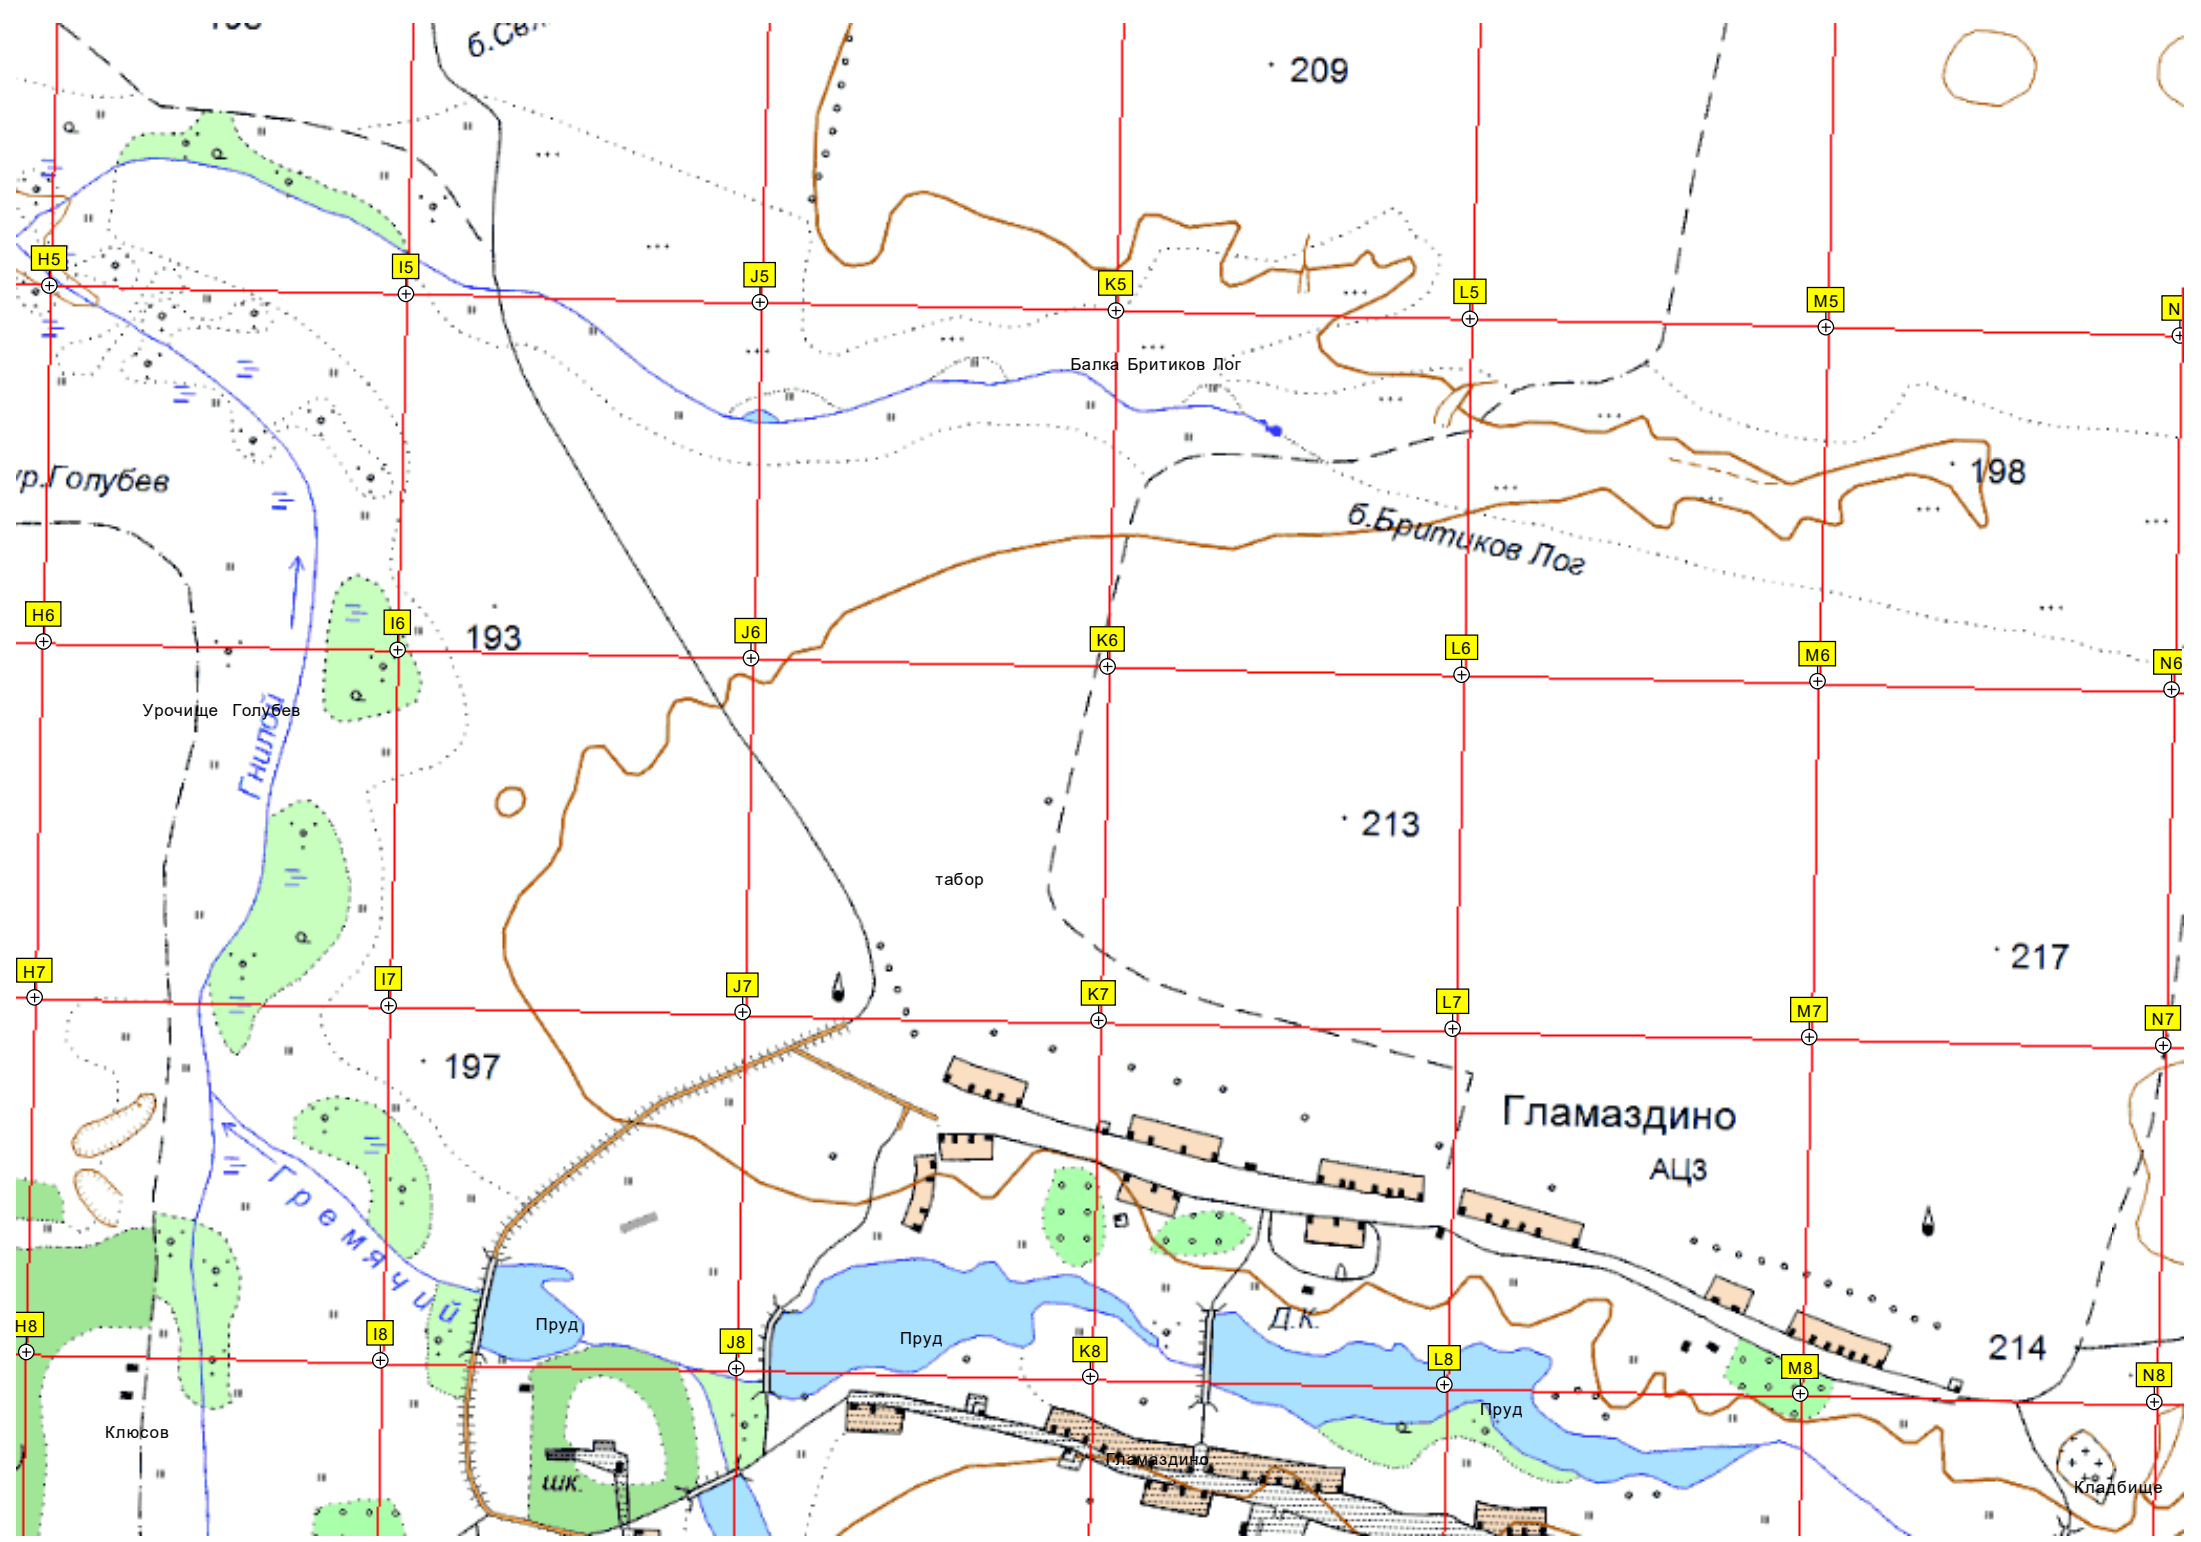 209
H5
I5
J5
K5
L5
M5
N
Балка Бритиков Лог
ур.Голубев
198
б.Бритиков Лог
H6
I6
193
J6
K6
L6
M6
N6
Урочище Голубев
Гнилой
213
табор
217
H7
I7
J7
K7
L7
M7
N7
197
Гламаздино
АЦЗ
Гремячий
H8
I8
Пруд
J8
Пруд
K8
Д.К.
L8
M8
214
N8
Пруд
Клюсов
Гламаздино
шк.
Кладбище